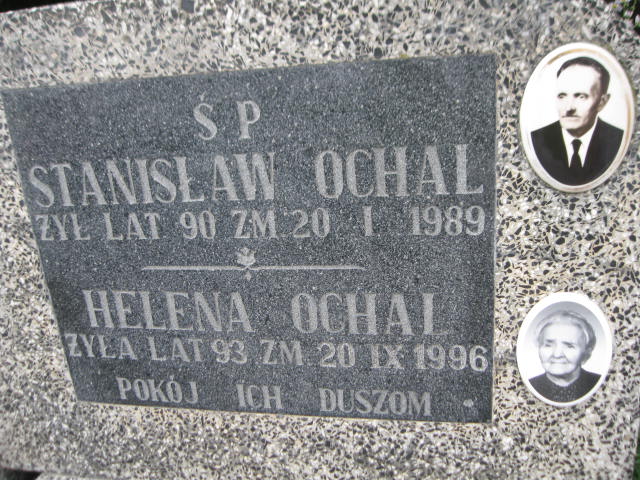 Ś P
STANISŁAW OCHAL
ŻYŁ LAT 90 ZM. 20 I 1989
HELENA OCHAL
ŻYŁA LAT 93 ZM. 20 IX 1996
POKÓJ ICH DUSZOM